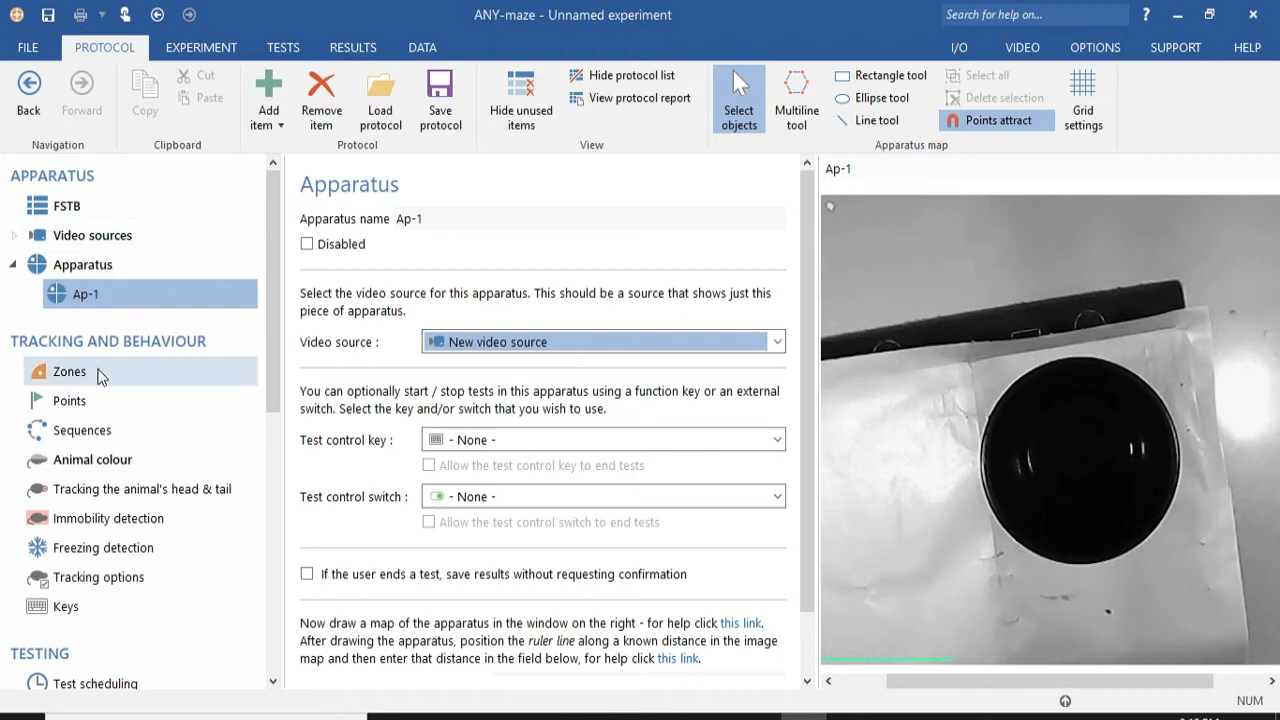 ANY-maze - Unnamed experiment
Search for help on...
?
FILE PROTOCOL EXPERIMENT TESTS RESULTS DATA I/O VIDEO OPTIONS SUPPORT HELP
Back
Forward
Navigation
Copy
Cut
Paste
Clipboard
Add item
Remove item
Load protocol
Save protocol
Protocol
Hide unused items
Hide protocol list
View protocol report
View
Select objects
Multiline tool
Rectangle tool
Ellipse tool
Line tool
Select all
Delete selection
Points attract
Grid settings
Apparatus map
APPARATUS
FSTB
Video sources
Apparatus
Ap-1
TRACKING AND BEHAVIOUR
Zones
Points
Sequences
Animal colour
Tracking the animal's head & tail
Immobility detection
Freezing detection
Tracking options
Keys
TESTING
Test scheduling
Apparatus
Apparatus name Ap-1
Disabled
Select the video source for this apparatus. This should be a source that shows just this
piece of apparatus.
Video source : New video source
You can optionally start / stop tests in this apparatus using a function key or an external
switch. Select the key and/or switch that you wish to use.
Test control key : - None -
Allow the test control key to end tests
Test control switch : - None -
Allow the test control switch to end tests
If the user ends a test, save results without requesting confirmation
Now draw a map of the apparatus in the window on the right - for help click this link.
After drawing the apparatus, position the ruler line along a known distance in the image
map and then enter that distance in the field below, for help click this link.
Ap-1
NUM